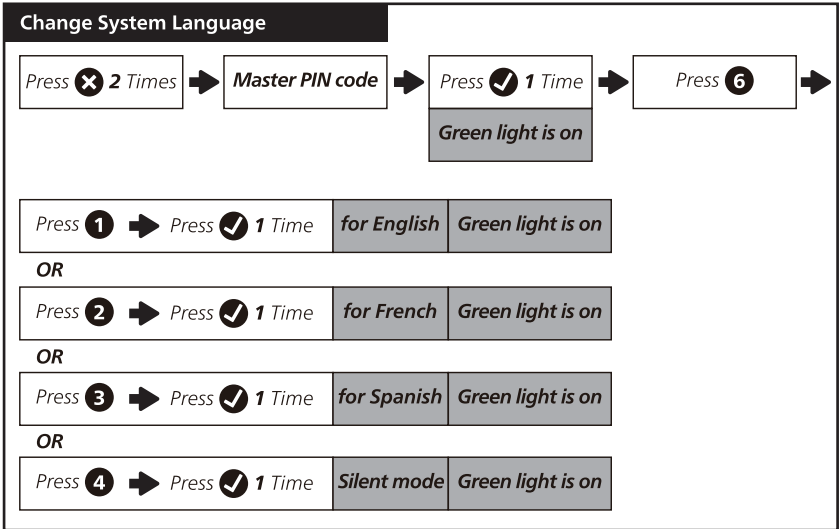 Change System Language
Press ✖ 2 Times Master PIN code Press ✔ 1 Time Press 6
Green light is on
Press 1 Press ✔ 1 Time for English Green light is on
OR
Press 2 Press ✔ 1 Time for French Green light is on
OR
Press 3 Press ✔ 1 Time for Spanish Green light is on
OR
Press 4 Press ✔ 1 Time Silent mode Green light is on